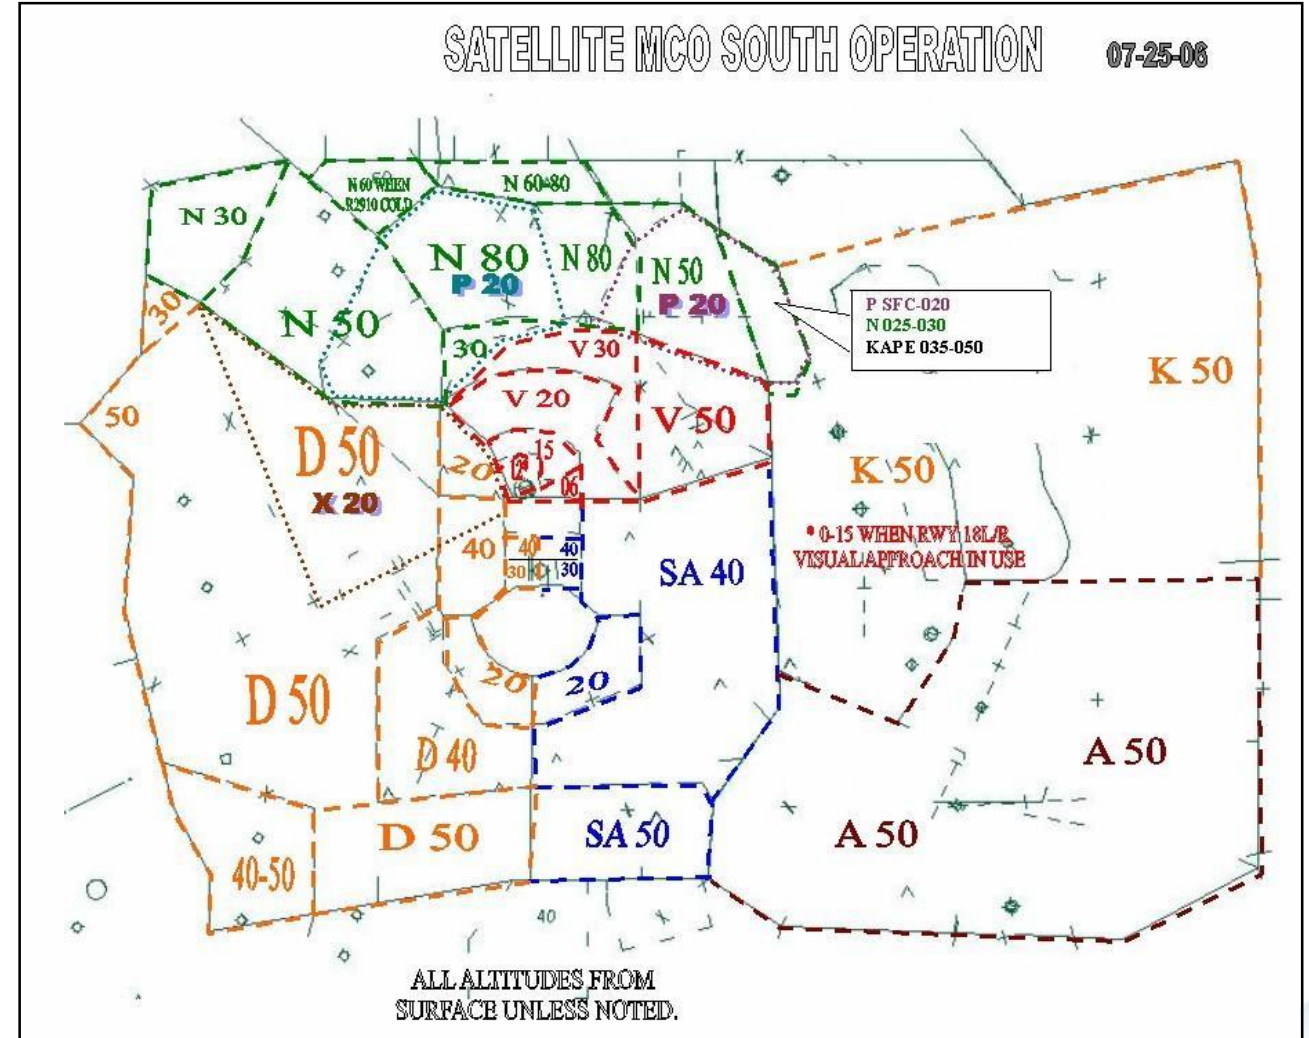 SATELLITE MCO SOUTH OPERATION
07-25-06
N 60 WHEN
R2910 COLD
N 60-80
N 30
N 80
P 20
N 80
N 50
P 20
P SFC-020
N 025-030
KAPE 035-050
30
N 50
30
V 30
K 50
50
V 20
V 50
D 50
X 20
20
15
12*
06
K 50
* 0-15 WHEN RWY 18L/R
VISUAL APPROACH IN USE
40
40
40
30
30
SA 40
20
20
D 50
D 40
A 50
D 50
SA 50
A 50
40-50
40
ALL ALTITUDES FROM
SURFACE UNLESS NOTED.